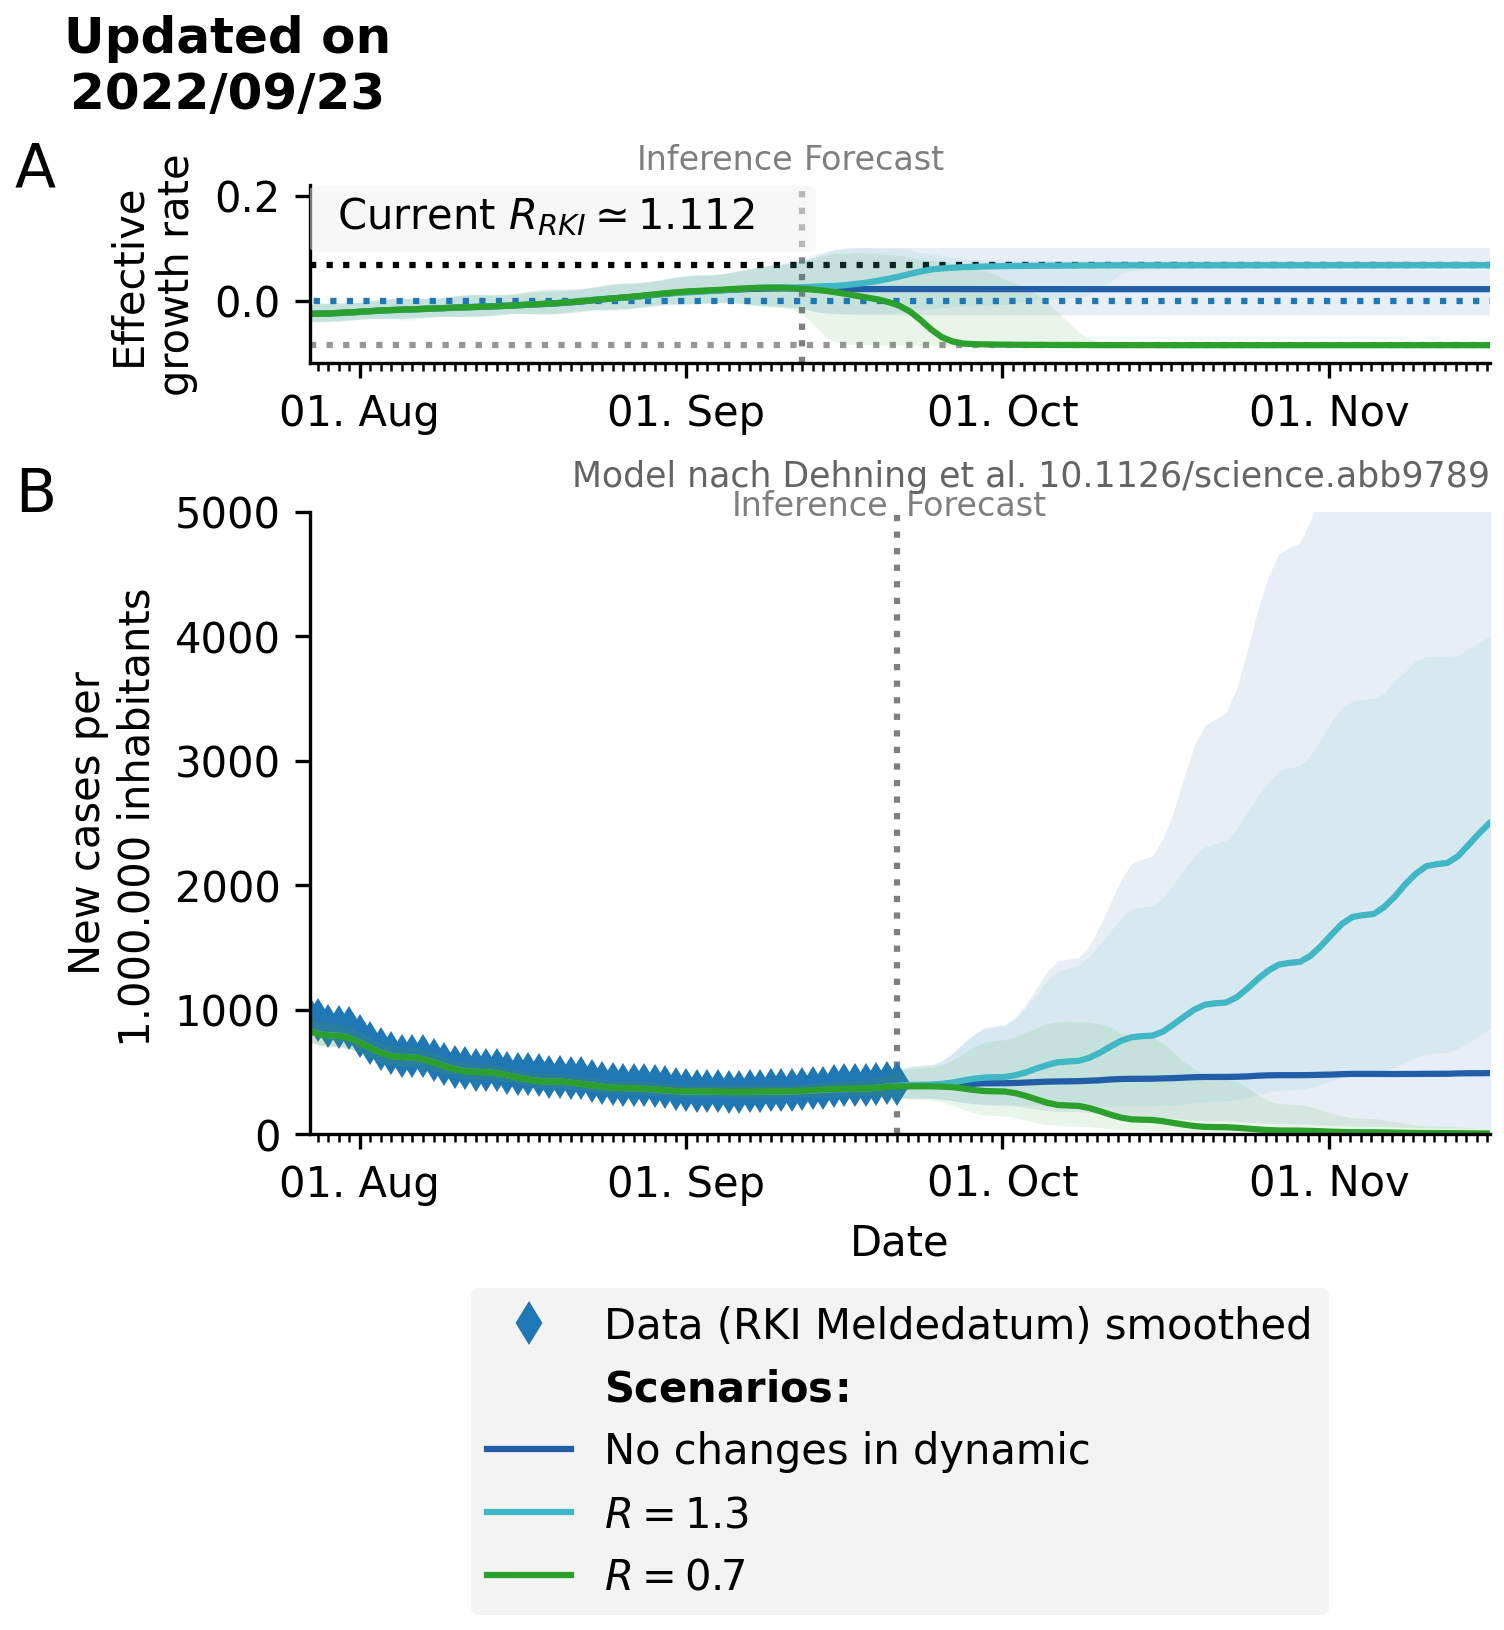 Updated on
2022/09/23
A
Inference Forecast
Effective
growth rate
0.2
0.0
Current R_RKI ≃ 1.112
01. Aug 01. Sep 01. Oct 01. Nov
B
Model nach Dehning et al. 10.1126/science.abb9789
Inference Forecast
New cases per
1.000.000 inhabitants
5000
4000
3000
2000
1000
0
01. Aug 01. Sep 01. Oct 01. Nov
Date
Data (RKI Meldedatum) smoothed
Scenarios:
No changes in dynamic
R = 1.3
R = 0.7